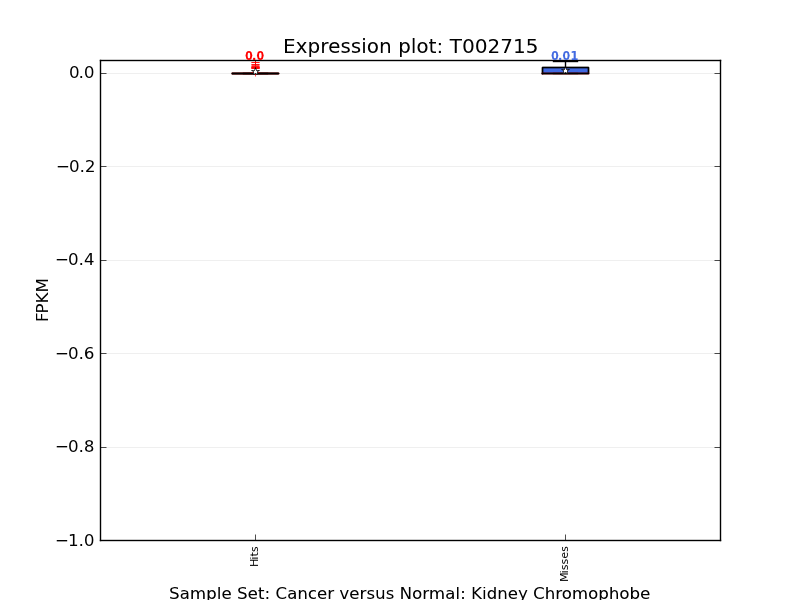 Expression plot: T002715
0.0
0.01
0.0
−0.2
−0.4
−0.6
−0.8
−1.0
FPKM
Hits
Misses
Sample Set: Cancer versus Normal: Kidney Chromophobe